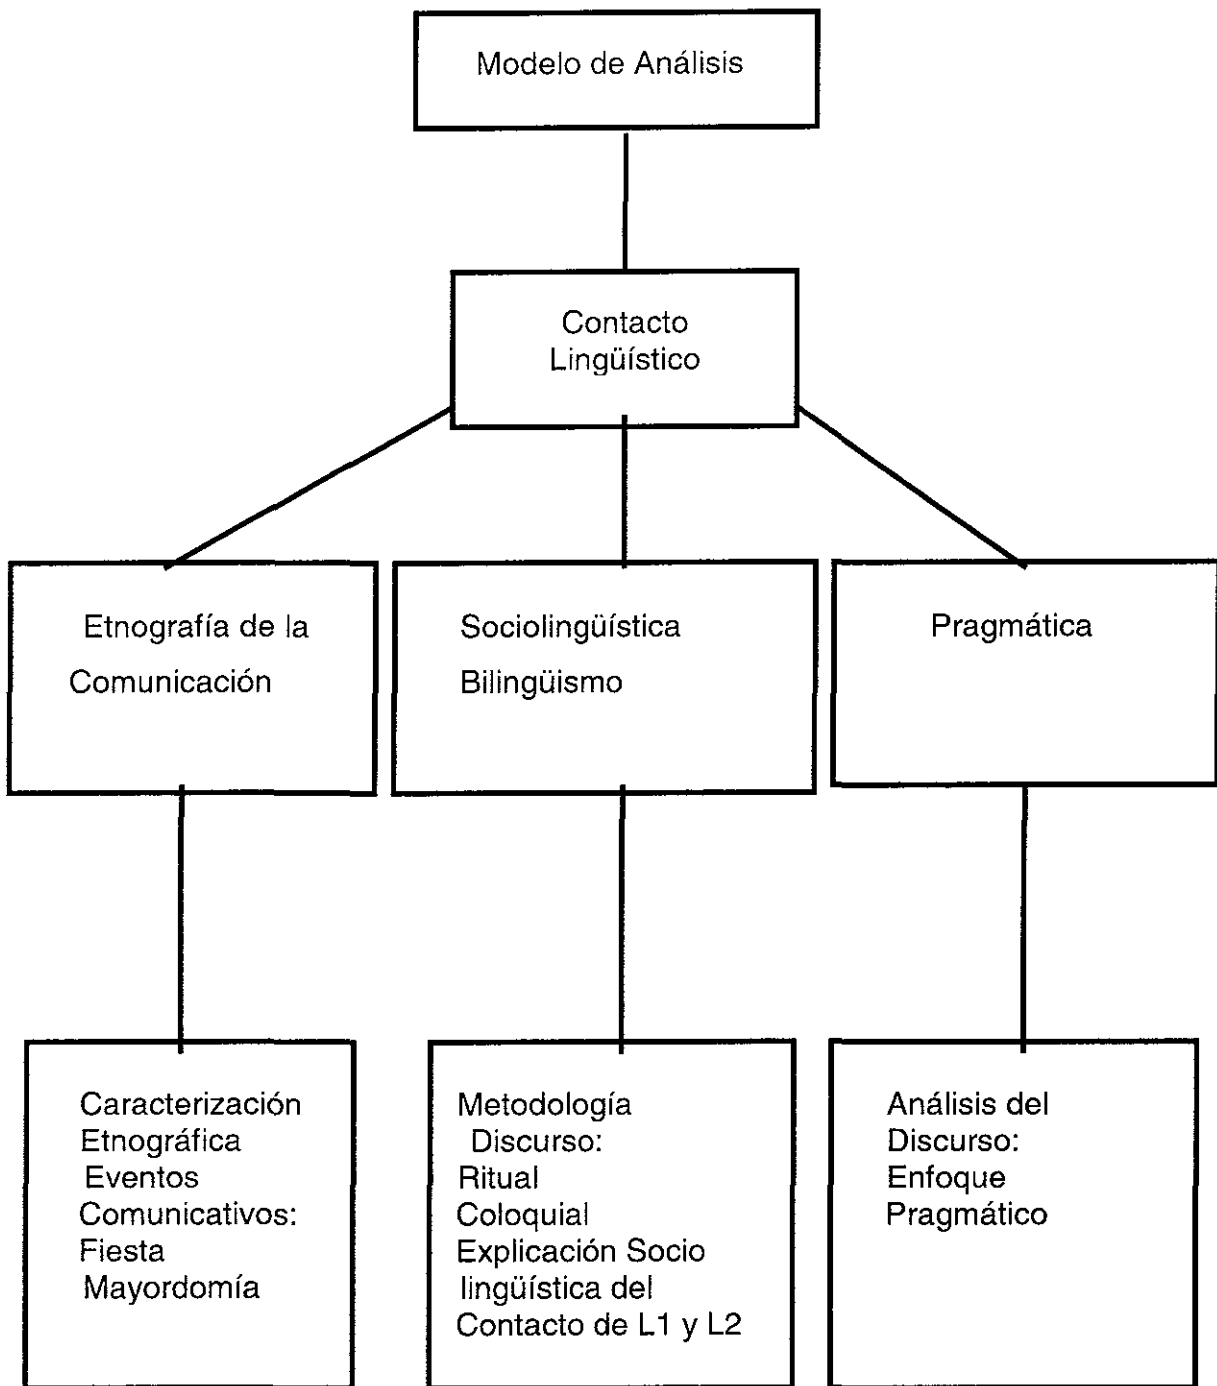 Modelo de Análisis
Contacto
Lingüístico
Etnografía de la
Comunicación
Sociolingüística
Bilingüismo
Pragmática
Caracterización
Etnográfica
Eventos
Comunicativos:
Fiesta
Mayordomía
Metodología
Discurso:
Ritual
Coloquial
Explicación Socio
lingüística del
Contacto de L1 y L2
Análisis del
Discurso:
Enfoque
Pragmático